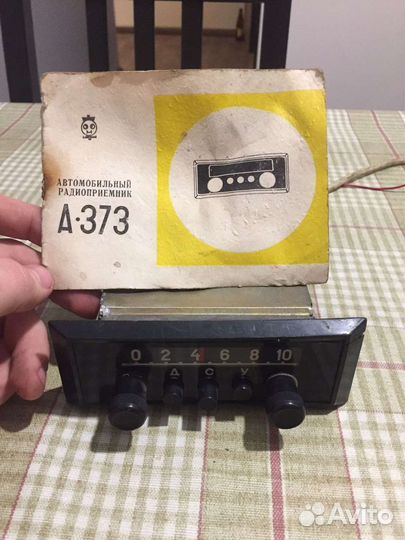 АВТОМОБИЛЬНЫЙ
РАДИОПРИЕМНИК
А-373
0 2 4 6 8 10
Д С У
Avito